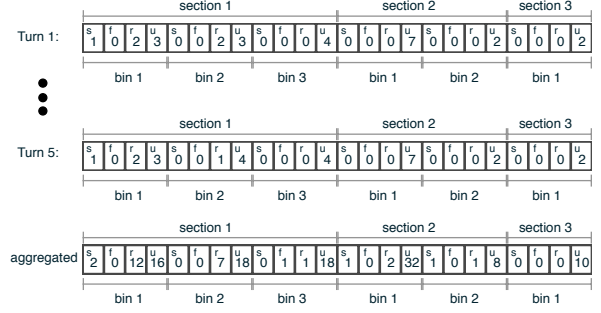 section 1 section 2 section 3
Turn 1: s 1 f 0 r 2 u 3 s 0 f 0 r 2 u 3 s 0 f 0 r 0 u 4 s 0 f 0 r 0 u 7 s 0 f 0 r 0 u 2 s 0 f 0 r 0 u 2
bin 1 bin 2 bin 3 bin 1 bin 2 bin 1
section 1 section 2 section 3
Turn 5: s 1 f 0 r 2 u 3 s 0 f 0 r 1 u 4 s 0 f 0 r 0 u 4 s 0 f 0 r 0 u 7 s 0 f 0 r 0 u 2 s 0 f 0 r 0 u 2
bin 1 bin 2 bin 3 bin 1 bin 2 bin 1
section 1 section 2 section 3
aggregated s 2 f 0 r 12 u 16 s 0 f 0 r 7 u 18 s 0 f 1 r 1 u 18 s 1 f 0 r 2 u 32 s 1 f 0 r 0 u 8 s 0 f 0 r 0 u 10
bin 1 bin 2 bin 3 bin 1 bin 2 bin 1